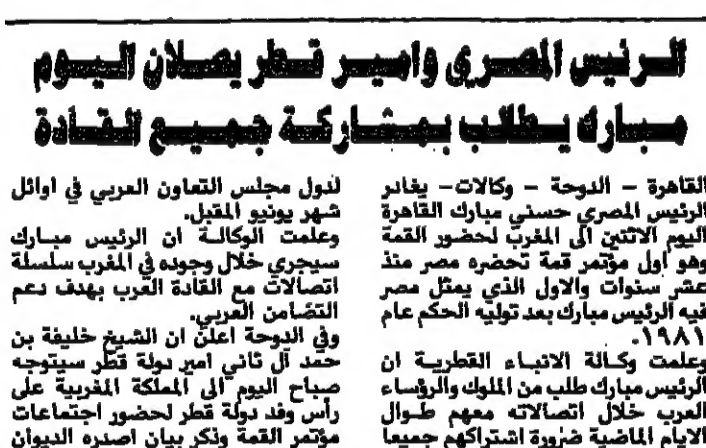 الرئيس المصري وامير قطر يصلان اليوم
مبارك يطلب بمشاركة جميع القادة
القاهرة – الدوحة – وكالات– يغادر
الرئيس المصري حسني مبارك القاهرة
اليوم الاثنين الى المغرب لحضور القمة
وهو اول مؤتمر قمة تحضره مصر منذ
عشر سنوات والاول الذي يمثل مصر
فيه الرئيس مبارك بعد توليه الحكم عام
١٩٨١.
وعلمت وكالة الانباء القطرية ان
الرئيس مبارك طلب من الملوك والرؤساء
العرب خلال اتصالاته معهم طوال
الايام الماضية ضرورة اشتراكهم جميعا
لدول مجلس التعاون العربي في اوائل
شهر يونيو المقبل.
وعلمت الوكالة ان الرئيس مبارك
سيجري خلال وجوده في المغرب سلسلة
اتصالات مع القادة العرب بهدف دعم
التضامن العربي.
وفي الدوحة اعلن ان الشيخ خليفة بن
حمد آل ثاني امير دولة قطر سيتوجه
صباح اليوم الى المملكة المغربية على
رأس وفد دولة قطر لحضور اجتماعات
مؤتمر القمة وذكر بيان اصدره الديوان